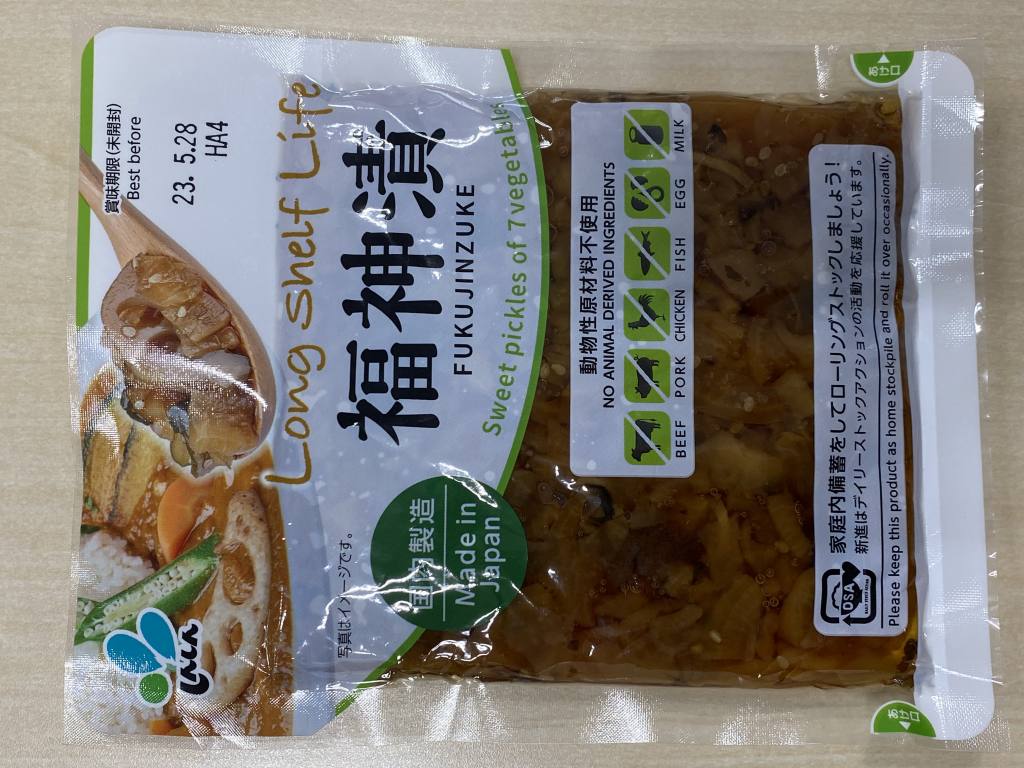 賞味期限(未開封)
Best before
23. 5.28
HA4
Long Shelf Life
福神漬
FUKUJINZUKE
Sweet pickles of 7 vegetables
国内製造
Made in
Japan
写真はイメージです。
動物性原材料不使用
NO ANIMAL DERIVED INGREDIENTS
BEEF PORK CHICKEN FISH EGG MILK
家庭内備蓄をしてローリングストックしましょう!
新進はデイリーストックアクションの活動を応援しています。
Please keep this product as home stockpile and roll it over occasionally.
DSA
あけ口
あけ口